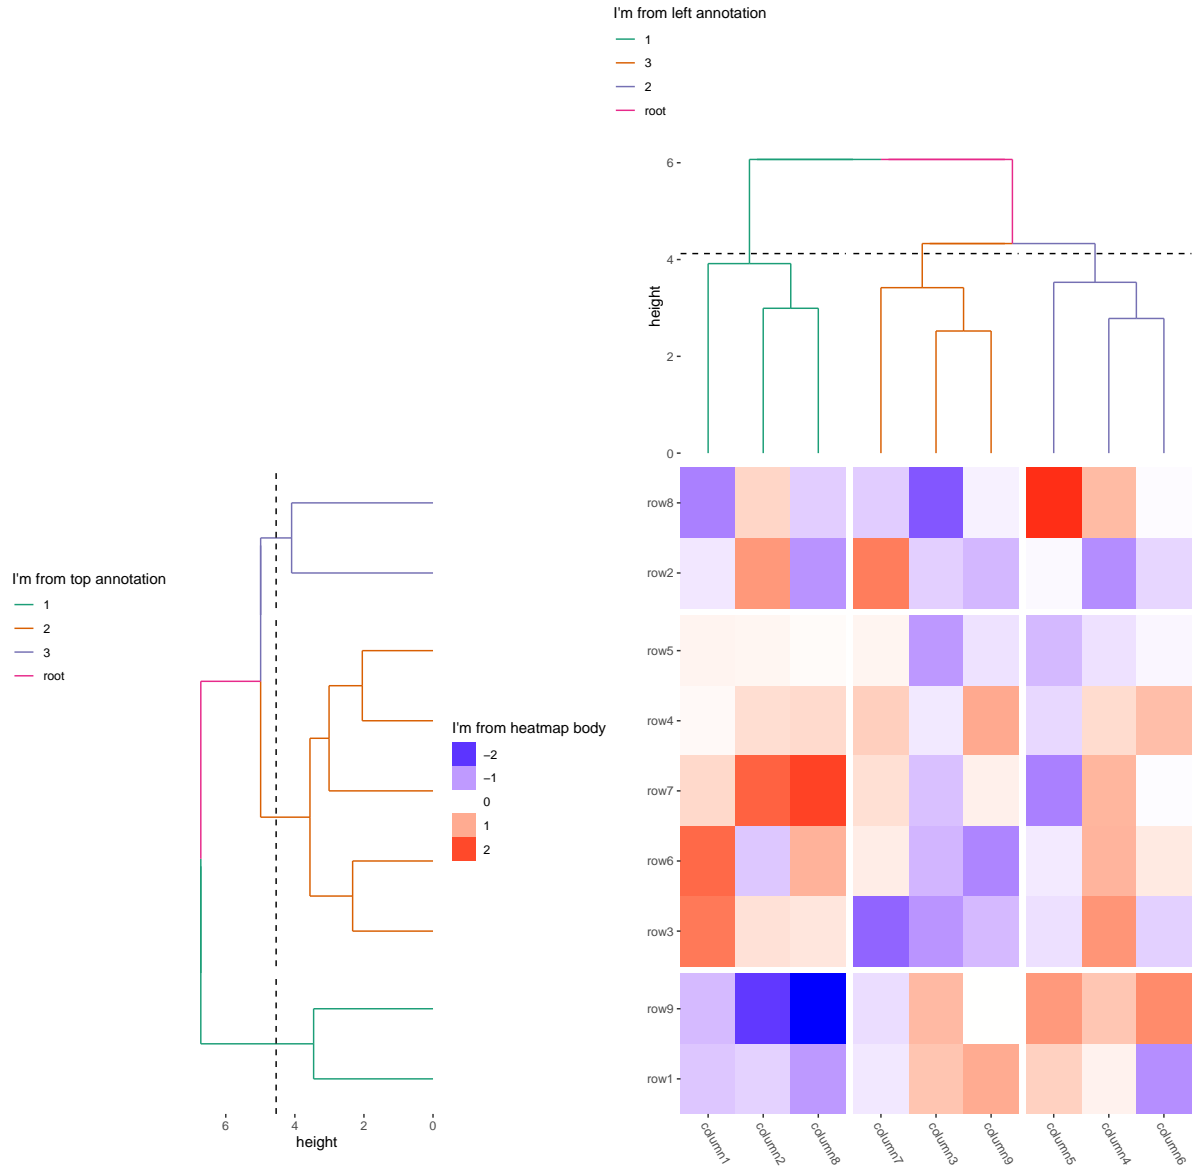 I'm from left annotation
1
3
2
root
6
4
2
0
height
I'm from top annotation
1
2
3
root
I'm from heatmap body
−2
−1
0
1
2
row8
row2
row5
row4
row7
row6
row3
row9
row1
6 4 2 0
height
column1 column2 column8 column7 column3 column9 column5 column4 column6